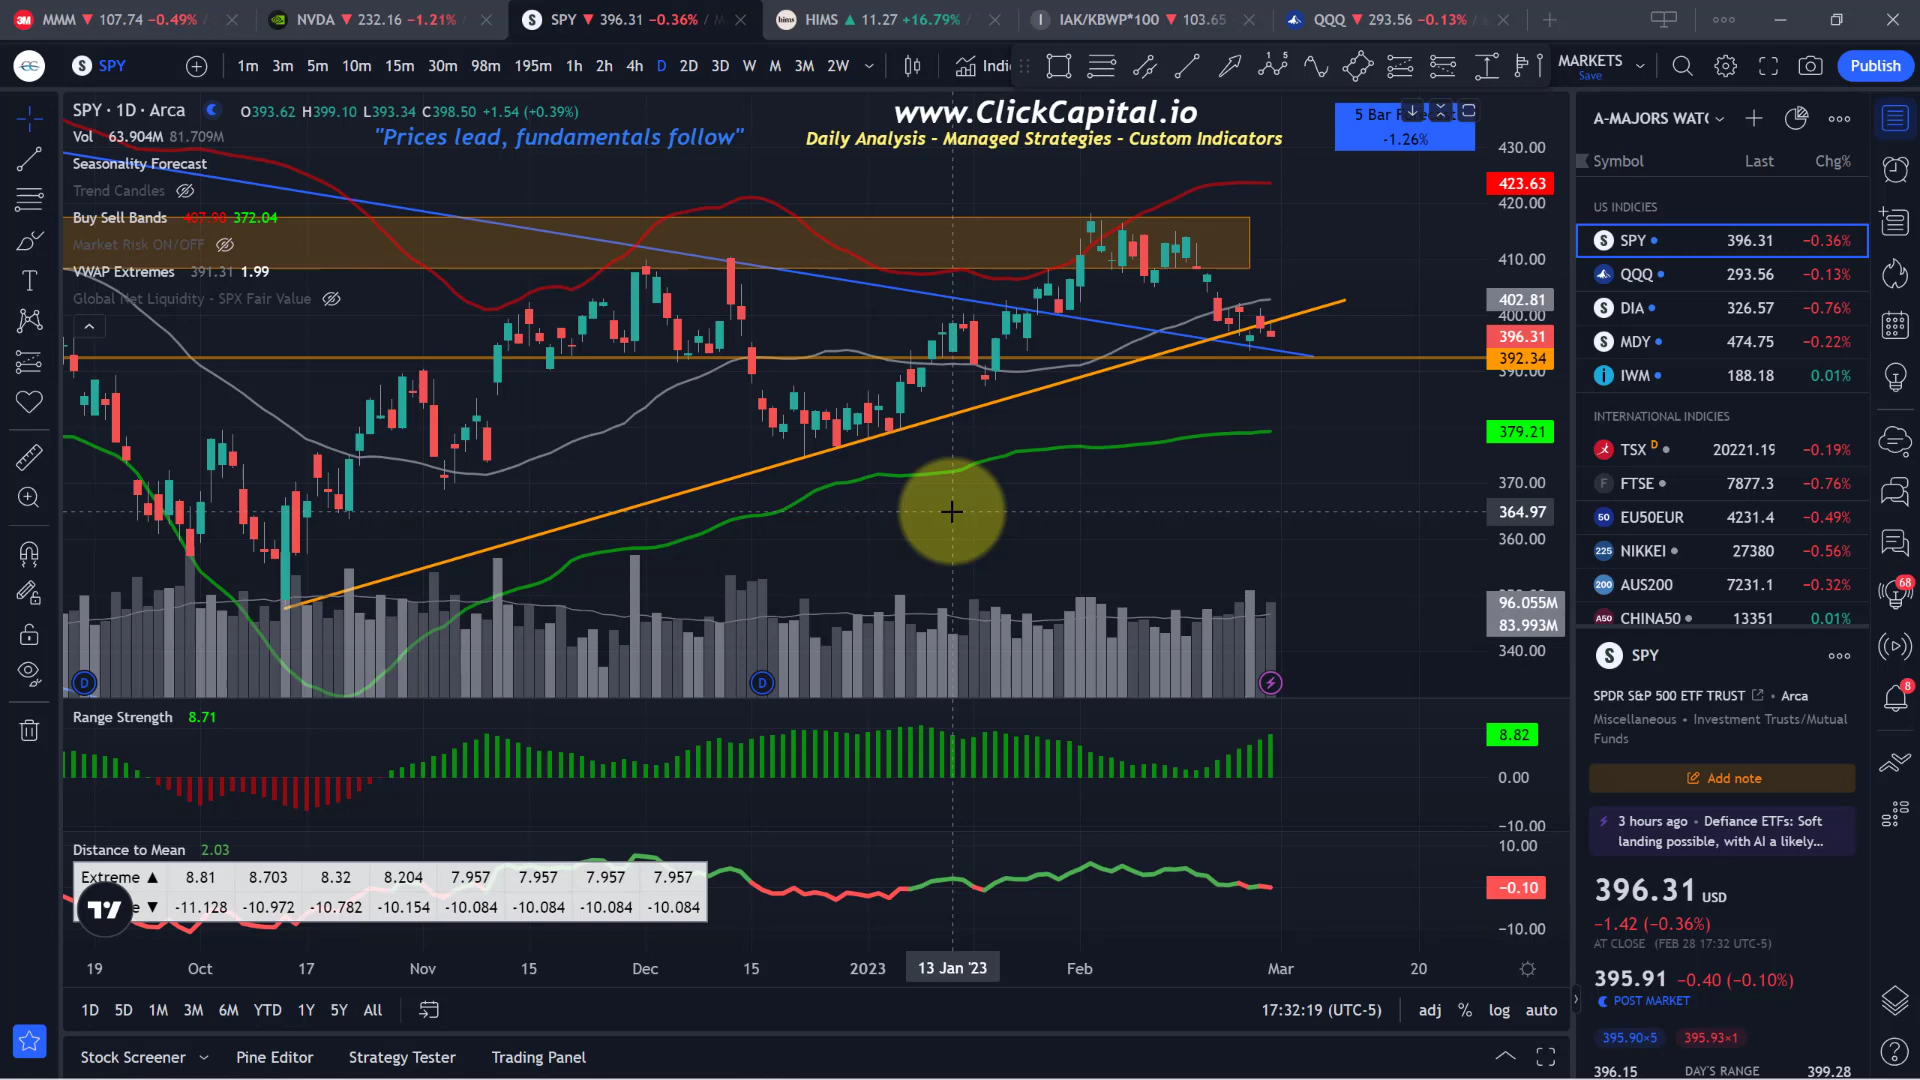 MMM ▼ 107.74 −0.49% /
NVDA ▼ 232.16 −1.21% /
SPY ▼ 396.31 −0.36% / M
HIMS ▲ 11.27 +16.79% /
IAK/KBWP*100 ▼ 103.65
QQQ ▼ 293.56 −0.13% /
SPY
1m 3m 5m 10m 15m 30m 98m 195m 1h 2h 4h D 2D 3D W M 3M 2W
Indi
MARKETS
Save
Publish
SPY · 1D · Arca
O393.62 H399.10 L393.34 C398.50 +1.54 (+0.39%)
Vol 63.904M 81.709M
Seasonality Forecast
Trend Candles
Buy Sell Bands 407.90 372.04
Market Risk ON/OFF
VWAP Extremes 391.31 1.99
Global Net Liquidity - SPX Fair Value
"Prices lead, fundamentals follow"
www.ClickCapital.io
Daily Analysis - Managed Strategies - Custom Indicators
5 Bar
-1.26%
430.00
423.63
420.00
410.00
402.81
400.00
396.31
392.34
390.00
379.21
370.00
364.97
360.00
96.055M
83.993M
340.00
D
D
Range Strength 8.71
8.82
0.00
−10.00
Distance to Mean 2.03
10.00
−0.10
−10.00
Extreme ▲ 8.81 8.703 8.32 8.204 7.957 7.957 7.957 7.957
e ▼ -11.128 -10.972 -10.782 -10.154 -10.084 -10.084 -10.084 -10.084
19 Oct 17 Nov 15 Dec 15 2023 13 Jan '23 Feb Mar 20
1D 5D 1M 3M 6M YTD 1Y 5Y All
17:32:19 (UTC-5) adj % log auto
Stock Screener Pine Editor Strategy Tester Trading Panel
A-MAJORS WATC
Symbol Last Chg%
US INDICIES
SPY 396.31 −0.36%
QQQ 293.56 −0.13%
DIA 326.57 −0.76%
MDY 474.75 −0.22%
IWM 188.18 0.01%
INTERNATIONAL INDICIES
TSX D 20221.19 −0.19%
F FTSE 7877.3 −0.76%
50 EU50EUR 4231.4 −0.49%
225 NIKKEI 27380 −0.56%
200 AUS200 7231.1 −0.32%
A50 CHINA50 13351 0.01%
SPY
SPDR S&P 500 ETF TRUST • Arca
Miscellaneous • Investment Trusts/Mutual
Funds
Add note
3 hours ago • Defiance ETFs: Soft
landing possible, with AI a likely...
396.31 USD
−1.42 (−0.36%)
AT CLOSE (FEB 28 17:32 UTC-5)
395.91 −0.40 (−0.10%)
POST MARKET
395.90×5 395.93×1
396.15 DAY'S RANGE 399.28
68
8